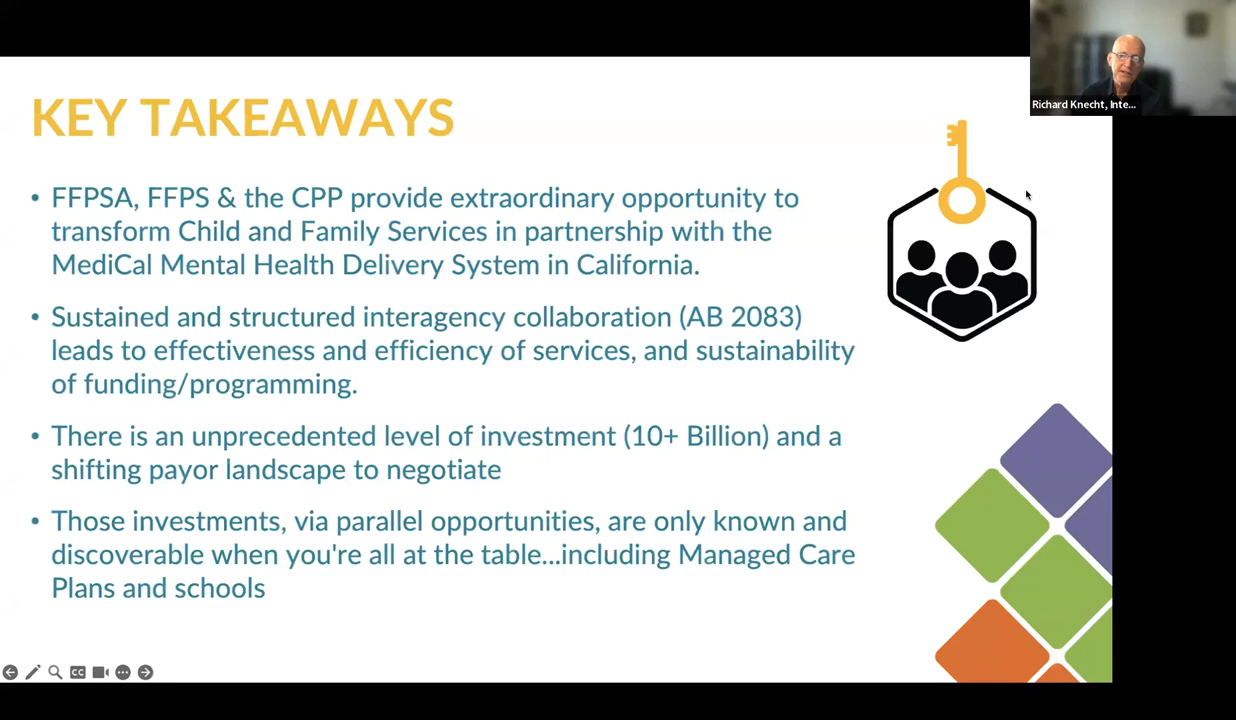 Richard Knecht, Inte...
KEY TAKEAWAYS
• FFPSA, FFPS & the CPP provide extraordinary opportunity to
transform Child and Family Services in partnership with the
MediCal Mental Health Delivery System in California.
• Sustained and structured interagency collaboration (AB 2083)
leads to effectiveness and efficiency of services, and sustainability
of funding/programming.
• There is an unprecedented level of investment (10+ Billion) and a
shifting payor landscape to negotiate
• Those investments, via parallel opportunities, are only known and
discoverable when you're all at the table...including Managed Care
Plans and schools
CC